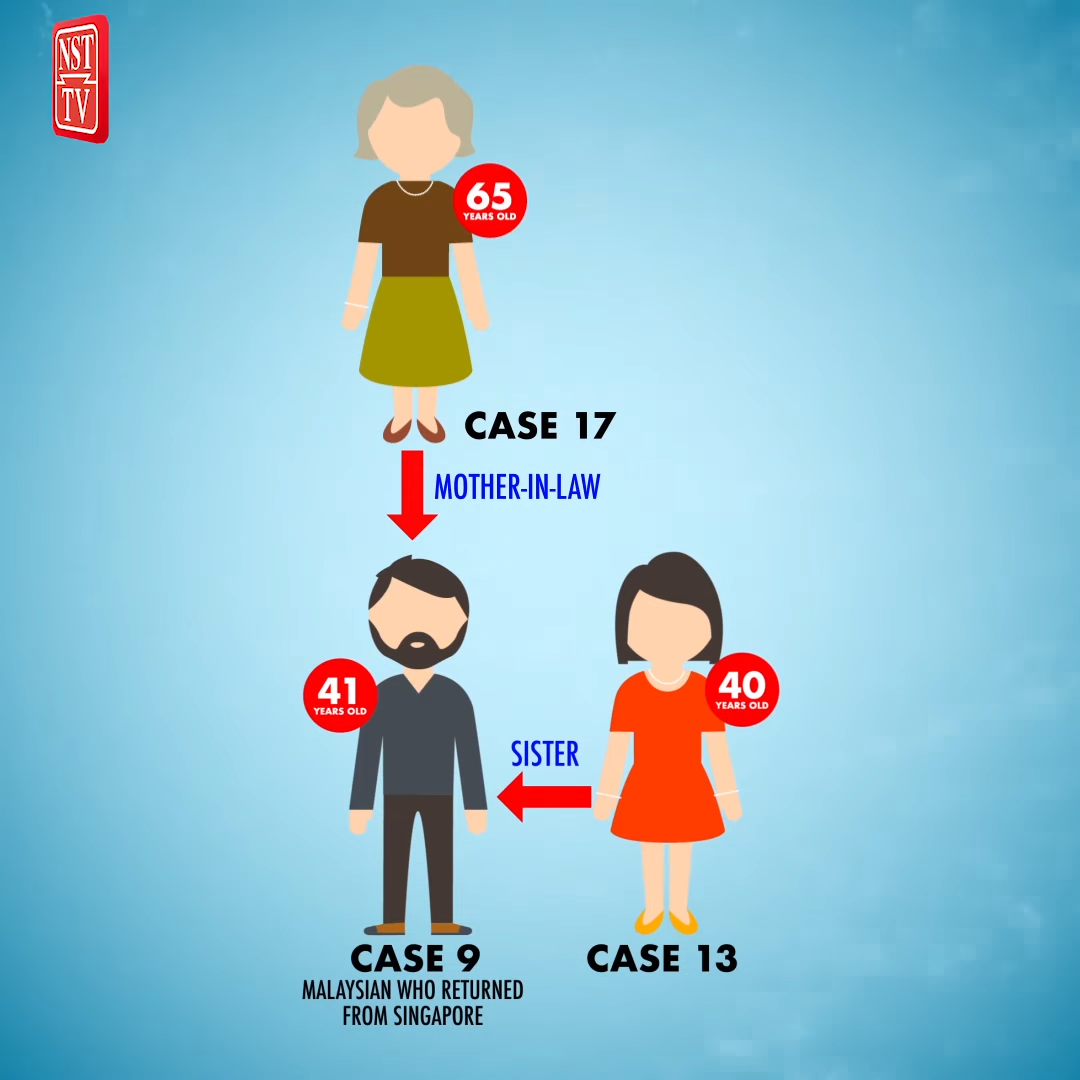 NST
TV
65
YEARS OLD
CASE 17
MOTHER-IN-LAW
41
YEARS OLD
40
YEARS OLD
SISTER
CASE 9
MALAYSIAN WHO RETURNED
FROM SINGAPORE
CASE 13